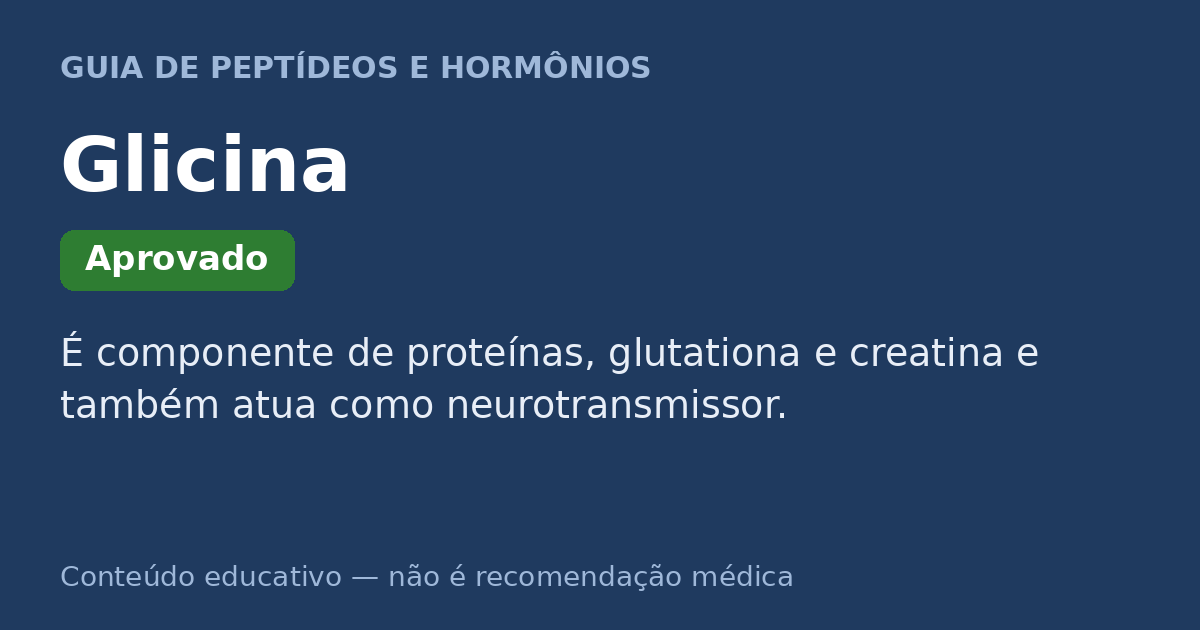 GUIA DE PEPTÍDEOS E HORMÔNIOS
Glicina
Aprovado
É componente de proteínas, glutationa e creatina e
também atua como neurotransmissor.
Conteúdo educativo — não é recomendação médica